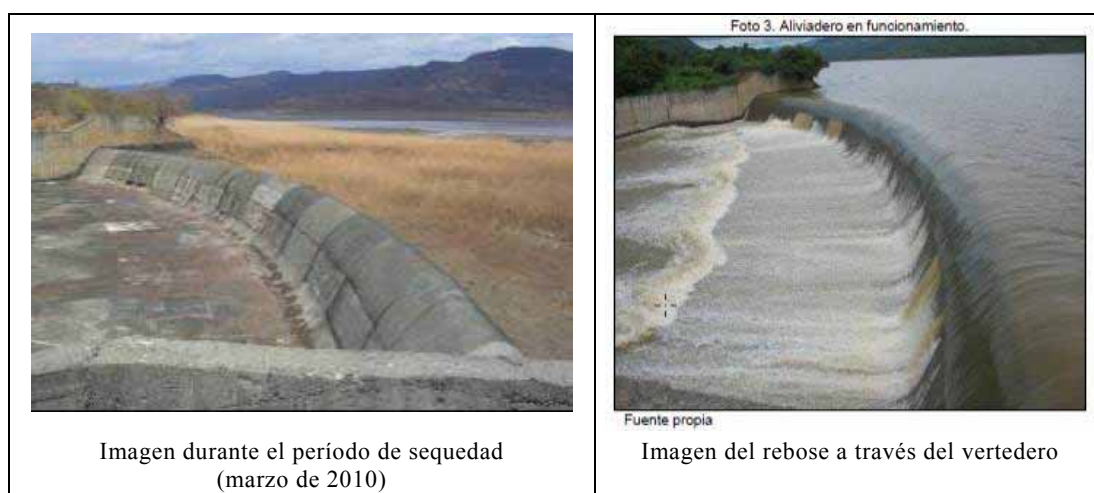 Foto 3. Aliviadero en funcionamiento.
Fuente propia
Imagen durante el período de sequedad
(marzo de 2010)
Imagen del rebose a través del vertedero